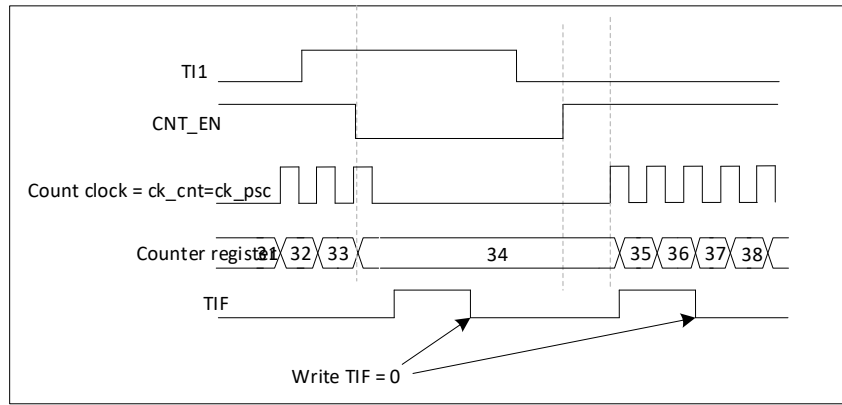 TI1
CNT_EN
Count clock = ck_cnt=ck_psc
Counter register 31 32 33 34 35 36 37 38
TIF
Write TIF = 0